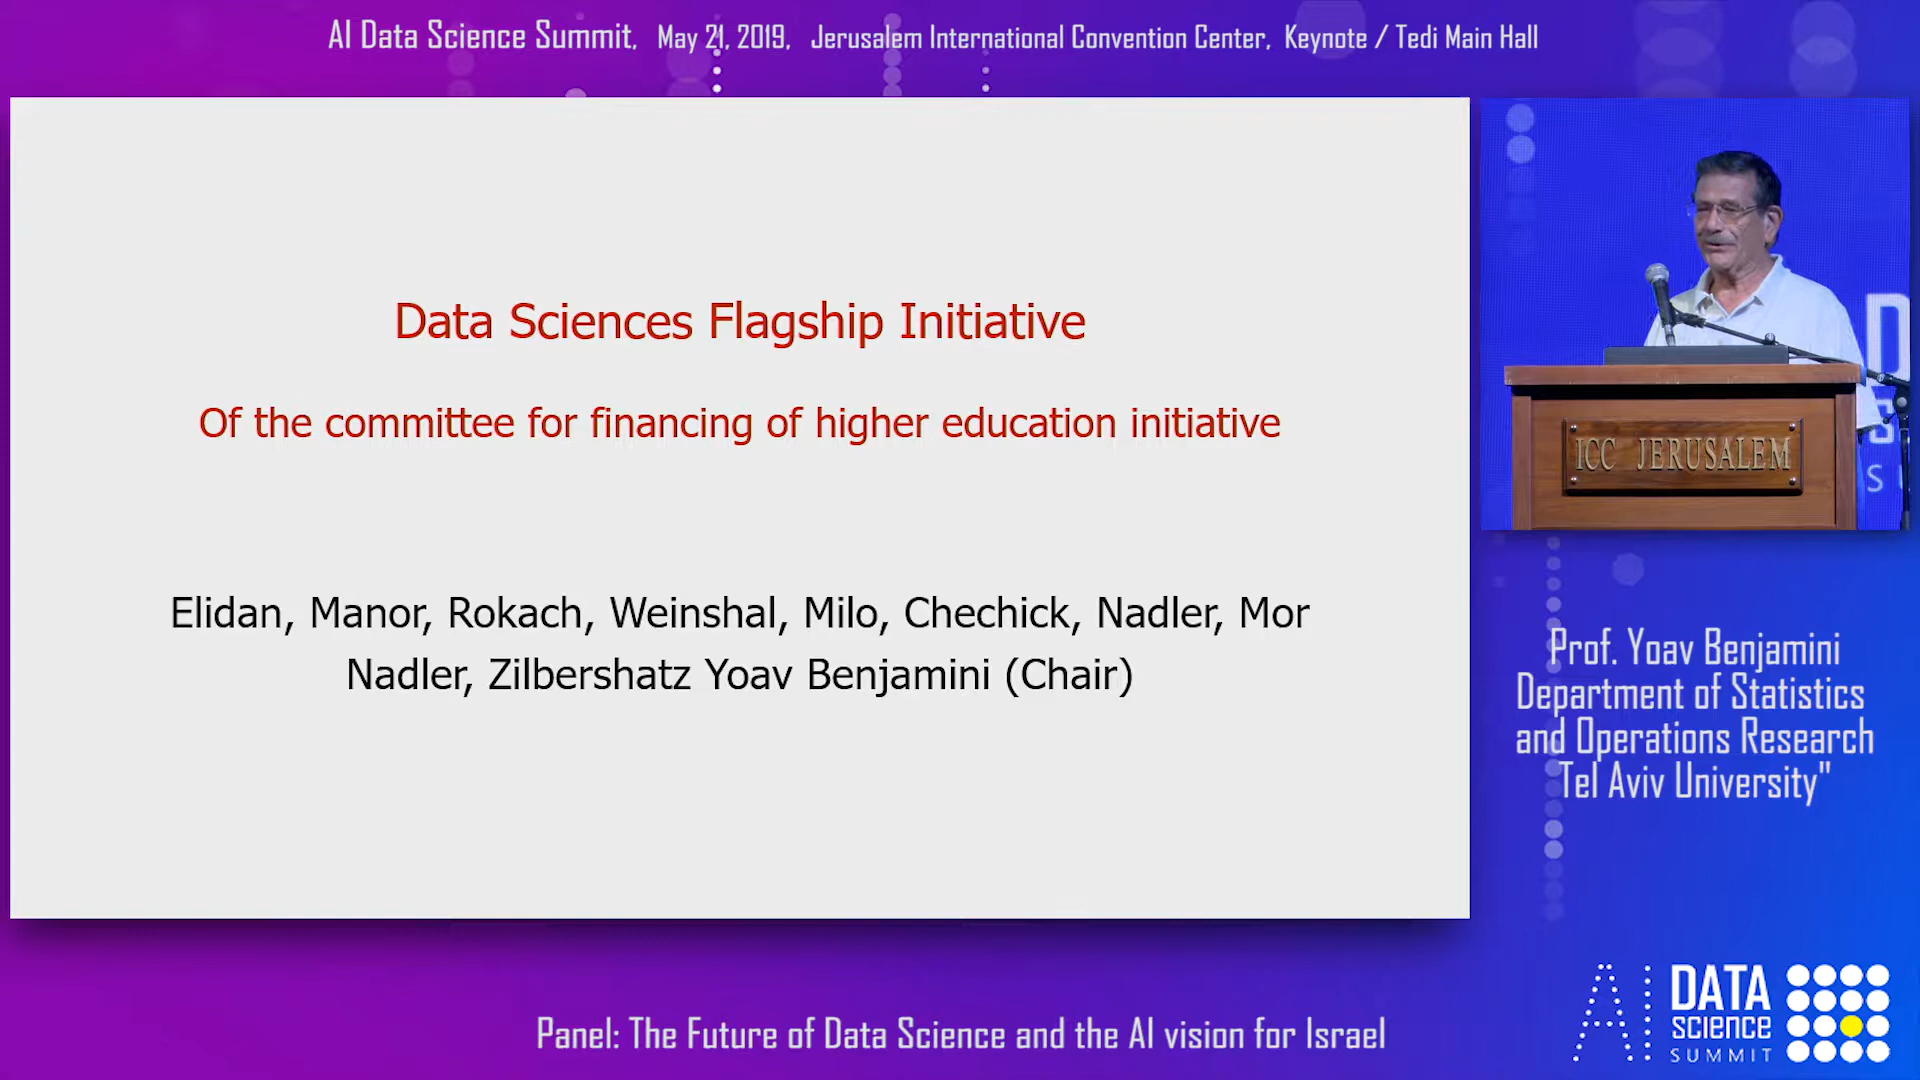 AI Data Science Summit, May 21, 2019, Jerusalem International Convention Center, Keynote / Tedi Main Hall
Data Sciences Flagship Initiative
Of the committee for financing of higher education initiative
Elidan, Manor, Rokach, Weinshal, Milo, Chechick, Nadler, Mor
Nadler, Zilbershatz Yoav Benjamini (Chair)
ICC JERUSALEM
Prof. Yoav Benjamini
Department of Statistics
and Operations Research
Tel Aviv University"
AI DATA
SCIENCE
SUMMIT
Panel: The Future of Data Science and the AI vision for Israel